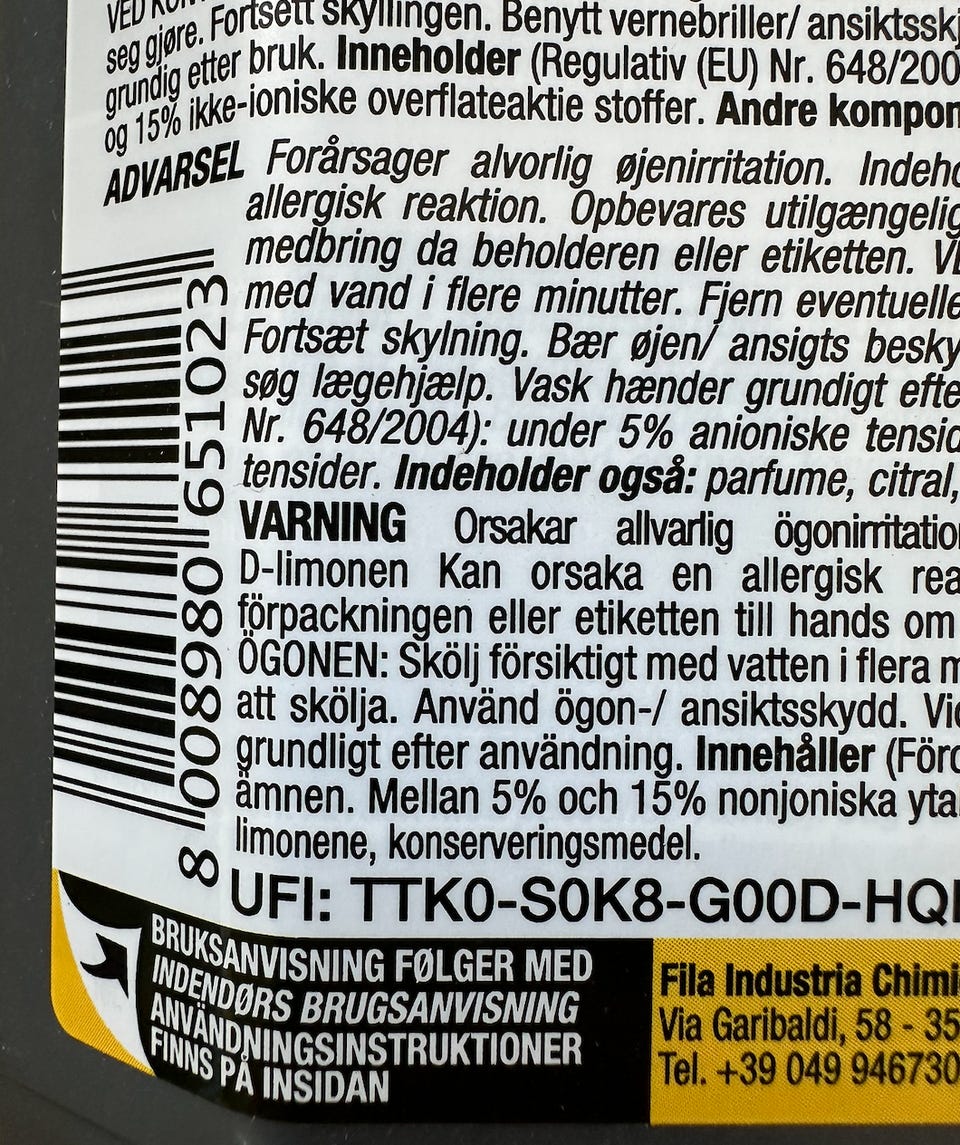 seg gjøre. Fortsett skyllingen. Benytt vernebriller/ ansiktsskj
grundig etter bruk. Inneholder (Regulativ (EU) Nr. 648/200
og 15% ikke-ioniske overflateaktie stoffer. Andre kompon
ADVARSEL Forårsager alvorlig øjenirritation. Indeho
allergisk reaktion. Opbevares utilgængelig
medbring da beholderen eller etiketten. VE
med vand i flere minutter. Fjern eventuelle
Fortsæt skylning. Bær øjen/ ansigts besky
søg lægehjælp. Vask hænder grundigt efte
Nr. 648/2004): under 5% anioniske tensid
tensider. Indeholder også: parfume, citral,
VARNING Orsakar allvarlig ögonirritatio
D-limonen Kan orsaka en allergisk rea
förpackningen eller etiketten till hands om
ÖGONEN: Skölj försiktigt med vatten i flera m
att skölja. Använd ögon-/ ansiktsskydd. Vid
grundligt efter användning. Innehåller (Förd
ämnen. Mellan 5% och 15% nonjoniska yta
limonene, konserveringsmedel.
UFI: TTK0-S0K8-G00D-HQ
8 008980 651023
BRUKSANVISNING FØLGER MED
INDENDØRS BRUGSANVISNING
ANVÄNDNINGSINSTRUKTIONER
FINNS PÅ INSIDAN
Fila Industria Chimi
Via Garibaldi, 58 - 35
Tel. +39 049 946730